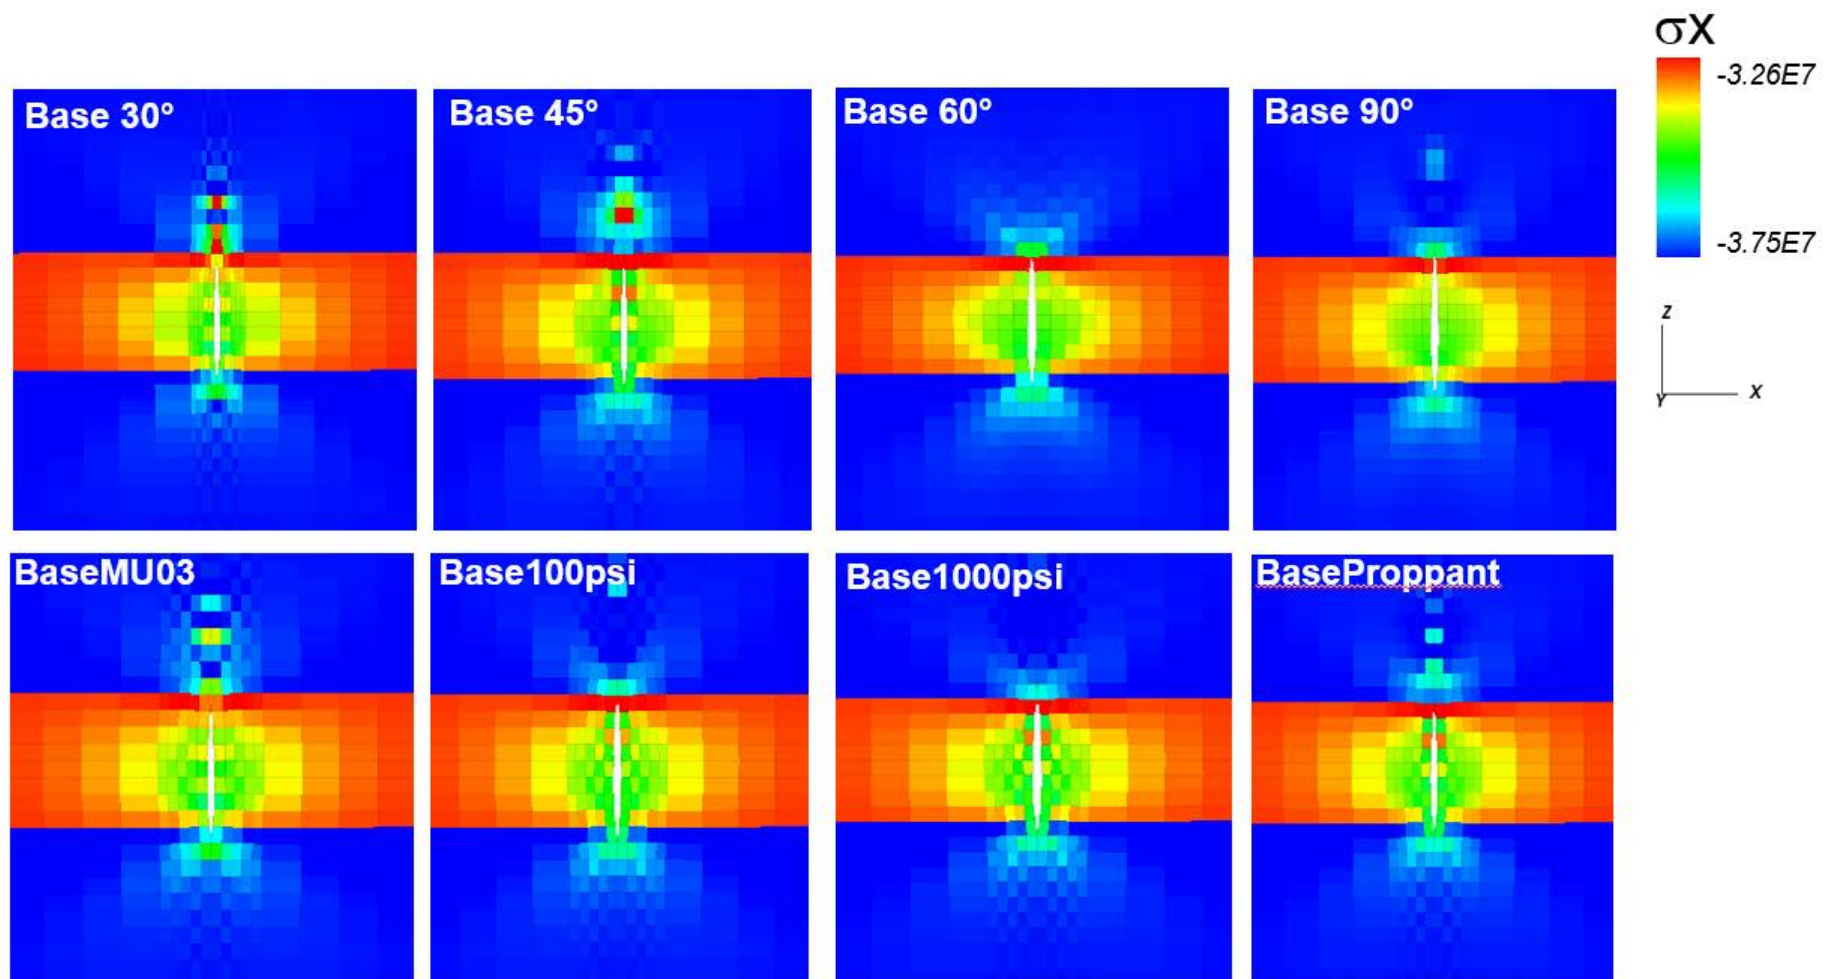 σX
-3.26E7
-3.75E7
Base 30°
Base 45°
Base 60°
Base 90°
Z
X
Y
BaseMU03
Base100psi
Base1000psi
BaseProppant